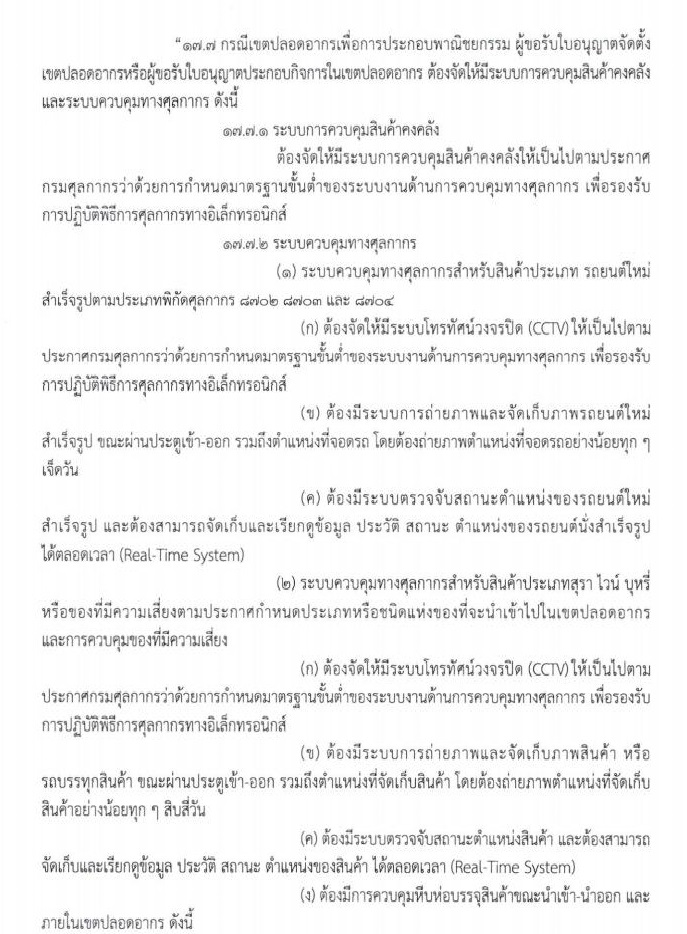 “๑๗.๗ กรณีเขตปลอดอากรเพื่อการประกอบพาณิชยกรรม ผู้ขอรับใบอนุญาตจัดตั้ง
เขตปลอดอากรหรือผู้ขอรับใบอนุญาตประกอบกิจการในเขตปลอดอากร ต้องจัดให้มีระบบการควบคุมสินค้าคงคลัง
และระบบควบคุมทางศุลกากร ดังนี้
๑๗.๗.๑ ระบบการควบคุมสินค้าคงคลัง
ต้องจัดให้มีระบบการควบคุมสินค้าคงคลังให้เป็นไปตามประกาศ
กรมศุลกากรว่าด้วยการกำหนดมาตรฐานขั้นต่ำของระบบงานด้านการควบคุมทางศุลกากร เพื่อรองรับ
การปฏิบัติพิธีการศุลกากรทางอิเล็กทรอนิกส์
๑๗.๗.๒ ระบบควบคุมทางศุลกากร
(๑) ระบบควบคุมทางศุลกากรสำหรับสินค้าประเภท รถยนต์ใหม่
สำเร็จรูปตามประเภทพิกัดศุลกากร ๘๗๐๒ ๘๗๐๓ และ ๘๗๐๔
(ก) ต้องจัดให้มีระบบโทรทัศน์วงจรปิด (CCTV) ให้เป็นไปตาม
ประกาศกรมศุลกากรว่าด้วยการกำหนดมาตรฐานขั้นต่ำของระบบงานด้านการควบคุมทางศุลกากร เพื่อรองรับ
การปฏิบัติพิธีการศุลกากรทางอิเล็กทรอนิกส์
(ข) ต้องมีระบบการถ่ายภาพและจัดเก็บภาพรถยนต์ใหม่
สำเร็จรูป ขณะผ่านประตูเข้า-ออก รวมถึงตำแหน่งที่จอดรถ โดยต้องถ่ายภาพตำแหน่งที่จอดรถอย่างน้อยทุก ๆ
เจ็ดวัน
(ค) ต้องมีระบบตรวจจับสถานะตำแหน่งของรถยนต์ใหม่
สำเร็จรูป และต้องสามารถจัดเก็บและเรียกดูข้อมูล ประวัติ สถานะ ตำแหน่งของรถยนต์นั่งสำเร็จรูป
ได้ตลอดเวลา (Real-Time System)
(๒) ระบบควบคุมทางศุลกากรสำหรับสินค้าประเภทสุรา ไวน์ บุหรี่
หรือของที่มีความเสี่ยงตามประกาศกำหนดประเภทหรือชนิดแห่งของที่จะนำเข้าไปในเขตปลอดอากร
และการควบคุมของที่มีความเสี่ยง
(ก) ต้องจัดให้มีระบบโทรทัศน์วงจรปิด (CCTV) ให้เป็นไปตาม
ประกาศกรมศุลกากรว่าด้วยการกำหนดมาตรฐานขั้นต่ำของระบบงานด้านการควบคุมทางศุลกากร เพื่อรองรับ
การปฏิบัติพิธีการศุลกากรทางอิเล็กทรอนิกส์
(ข) ต้องมีระบบการถ่ายภาพและจัดเก็บภาพสินค้า หรือ
รถบรรทุกสินค้า ขณะผ่านประตูเข้า-ออก รวมถึงตำแหน่งที่จัดเก็บสินค้า โดยต้องถ่ายภาพตำแหน่งที่จัดเก็บ
สินค้าอย่างน้อยทุก ๆ สิบสี่วัน
(ค) ต้องมีระบบตรวจจับสถานะตำแหน่งสินค้า และต้องสามารถ
จัดเก็บและเรียกดูข้อมูล ประวัติ สถานะ ตำแหน่งของสินค้า ได้ตลอดเวลา (Real-Time System)
(ง) ต้องมีการควบคุมหีบห่อบรรจุสินค้าขณะนำเข้า-นำออก และ
ภายในเขตปลอดอากร ดังนี้